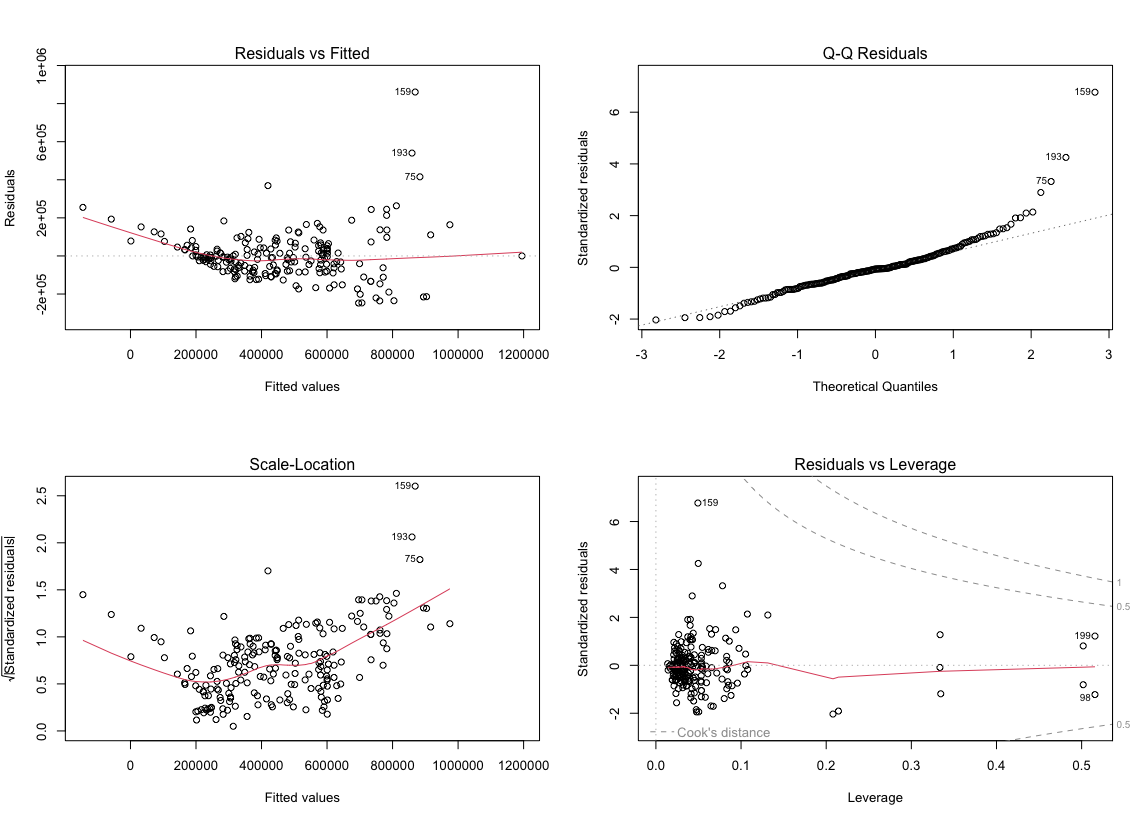 Residuals vs Fitted
Residuals
-2e+05 2e+05 6e+05 1e+06
159
193
75
0 200000 400000 600000 800000 1000000 1200000
Fitted values
Q-Q Residuals
Standardized residuals
-2 0 2 4 6
159
193
75
-3 -2 -1 0 1 2 3
Theoretical Quantiles
Scale-Location
√|Standardized residuals|
0.0 0.5 1.0 1.5 2.0 2.5
159
193
75
0 200000 400000 600000 800000 1000000 1200000
Fitted values
Residuals vs Leverage
Standardized residuals
-2 0 2 4 6
159
1
0.5
199
98
0.5
Cook's distance
0.0 0.1 0.2 0.3 0.4 0.5
Leverage